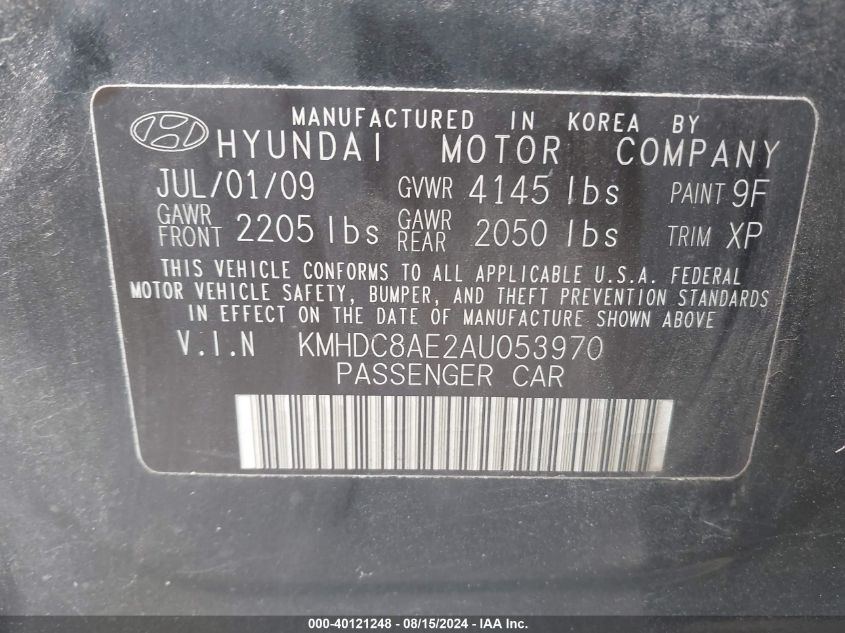 MANUFACTURED IN KOREA BY
HYUNDAI MOTOR COMPANY
JUL/01/09 GVWR 4145 lbs PAINT 9F
GAWR FRONT 2205 lbs GAWR REAR 2050 lbs TRIM XP
THIS VEHICLE CONFORMS TO ALL APPLICABLE U.S.A. FEDERAL
MOTOR VEHICLE SAFETY, BUMPER, AND THEFT PREVENTION STANDARDS
IN EFFECT ON THE DATE OF MANUFACTURE SHOWN ABOVE
V.I.N KMHDC8AE2AU053970
PASSENGER CAR
000-40121248 - 08/15/2024 - IAA Inc.